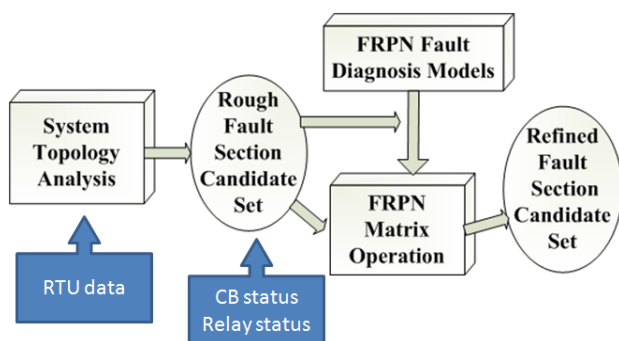 FRPN Fault
Diagnosis Models
System
Topology
Analysis
Rough
Fault
Section
Candidate
Set
FRPN
Matrix
Operation
Refined
Fault
Section
Candidate
Set
RTU data
CB status
Relay status